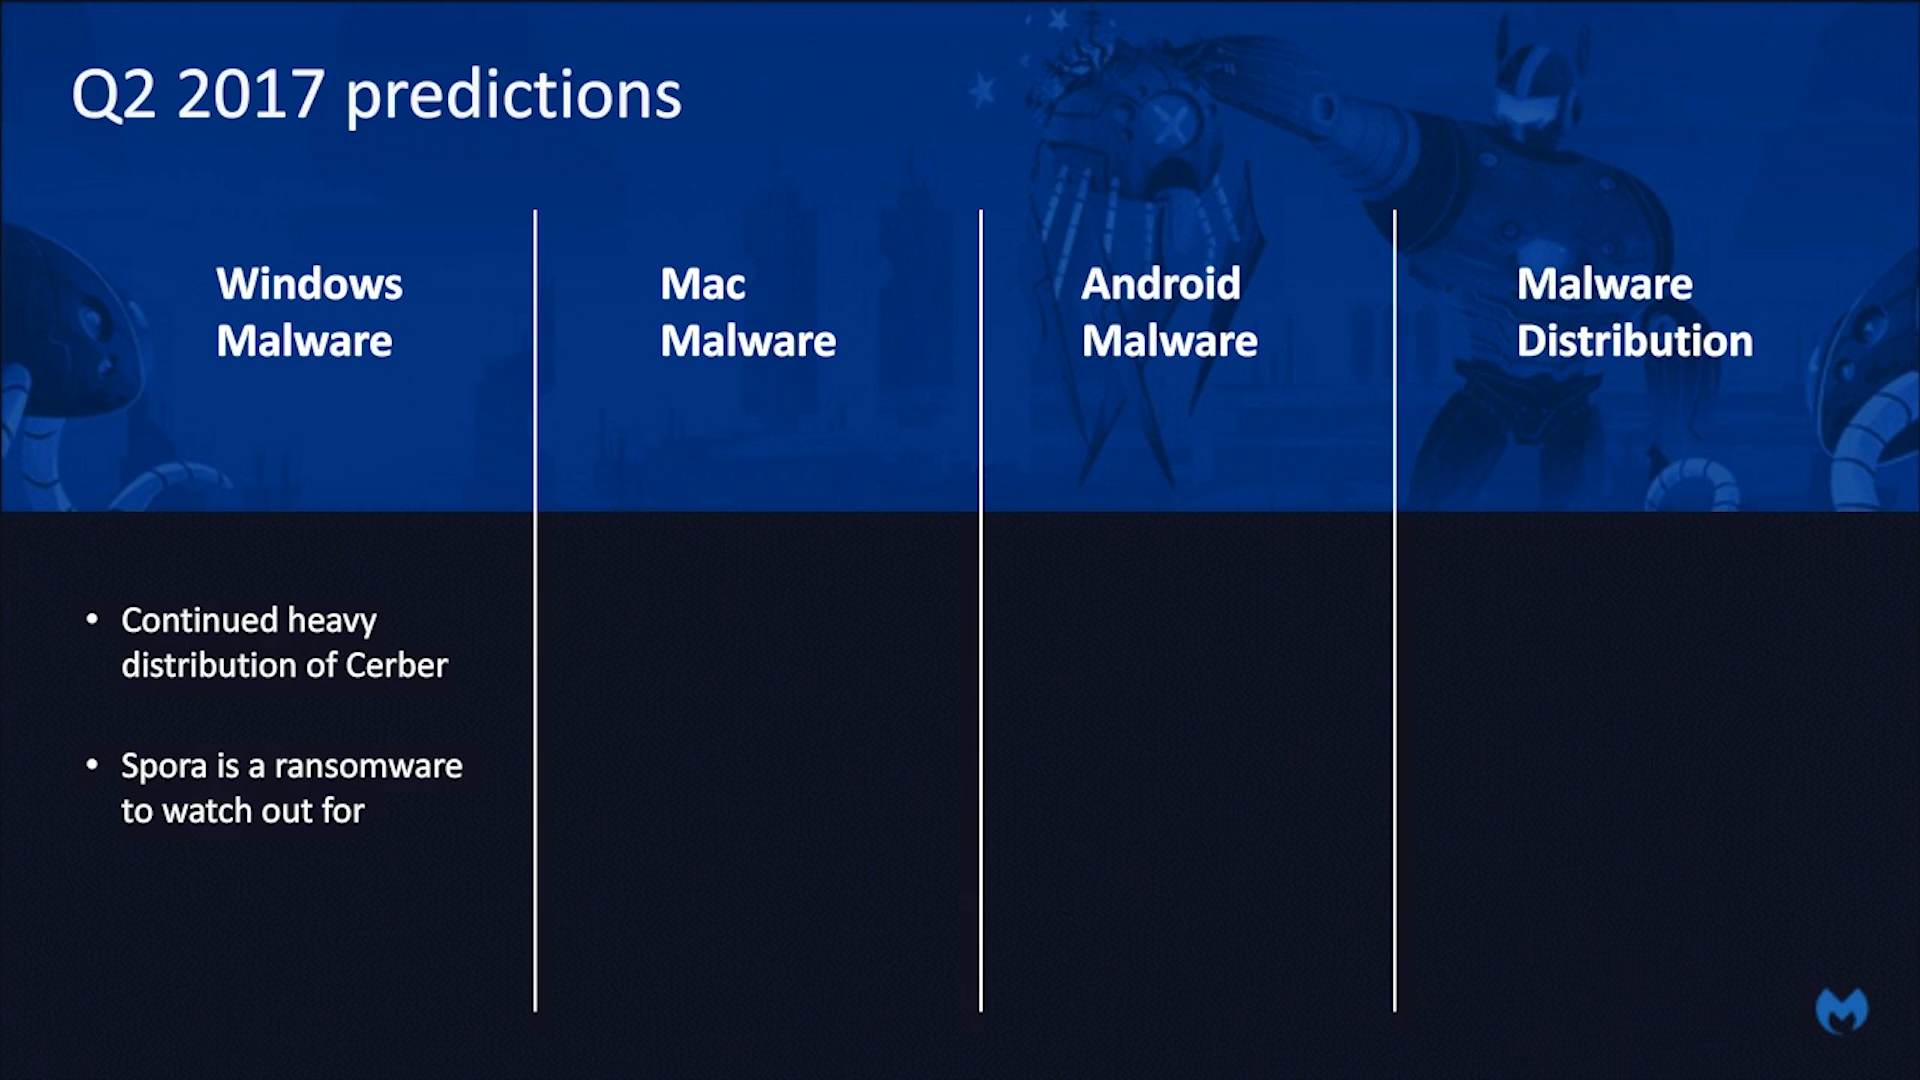 Q2 2017 predictions
Windows
Malware
Mac
Malware
Android
Malware
Malware
Distribution
• Continued heavy
distribution of Cerber
• Spora is a ransomware
to watch out for